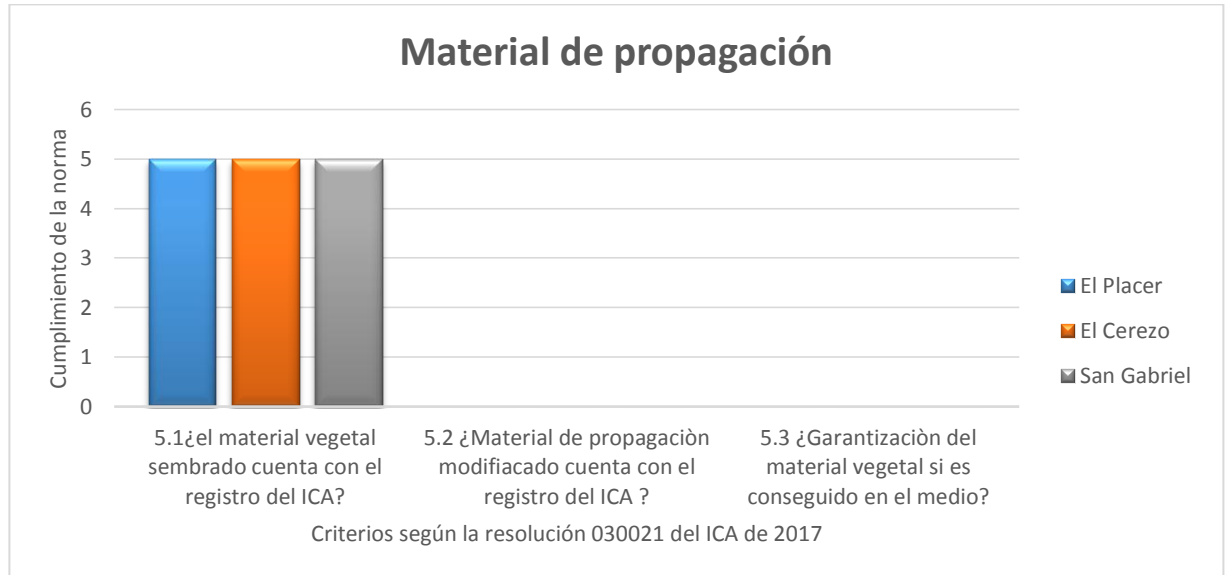 Material de propagación
Cumplimiento de la norma
6
5
4
3
2
1
0
El Placer
El Cerezo
San Gabriel
5.1¿el material vegetal
sembrado cuenta con el
registro del ICA?
5.2 ¿Material de propagaciòn
modifiacado cuenta con el
registro del ICA ?
5.3 ¿Garantizaciòn del
material vegetal si es
conseguido en el medio?
Criterios según la resolución 030021 del ICA de 2017